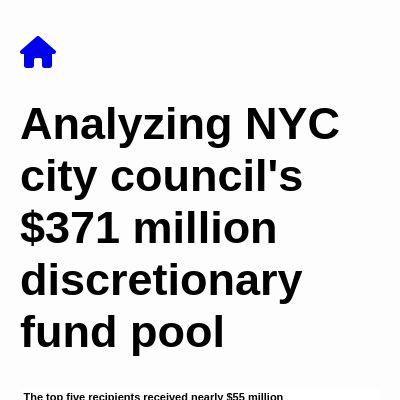 Analyzing NYC
city council's
$371 million
discretionary
fund pool
The top five recipients received nearly $55 million